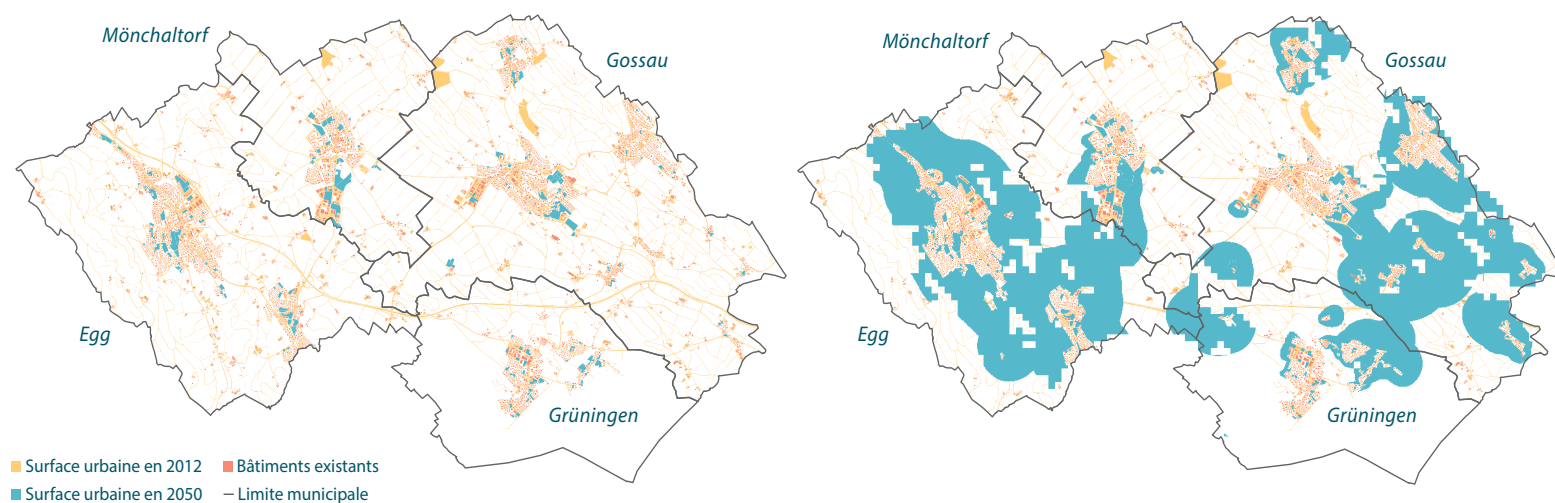 Mönchaltorf
Gossau
Egg
Grüningen
Surface urbaine en 2012
Bâtiments existants
Surface urbaine en 2050
Limite municipale
Mönchaltorf
Gossau
Egg
Grüningen